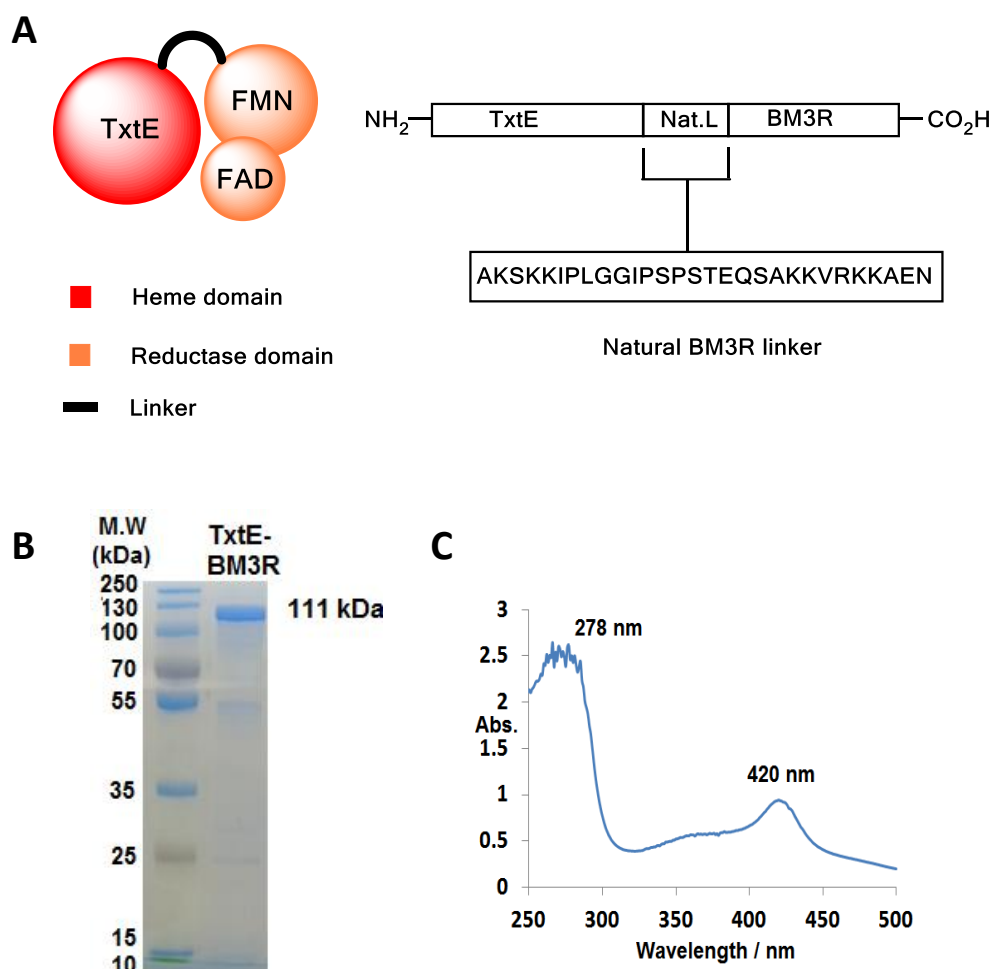 A
TxtE
FMN
FAD
Heme domain
Reductase domain
Linker
NH2
TxtE
Nat.L
BM3R
CO2H
AKSKKIPLGGIPSPSTEQSAKKVRKKAEN
Natural BM3R linker
B
M.W
(kDa)
TxtE-
BM3R
250
130
100
70
55
35
25
15
10
111 kDa
C
3
2.5
2
Abs.
1.5
1
0.5
0
278 nm
420 nm
250 300 350 400 450 500
Wavelength / nm